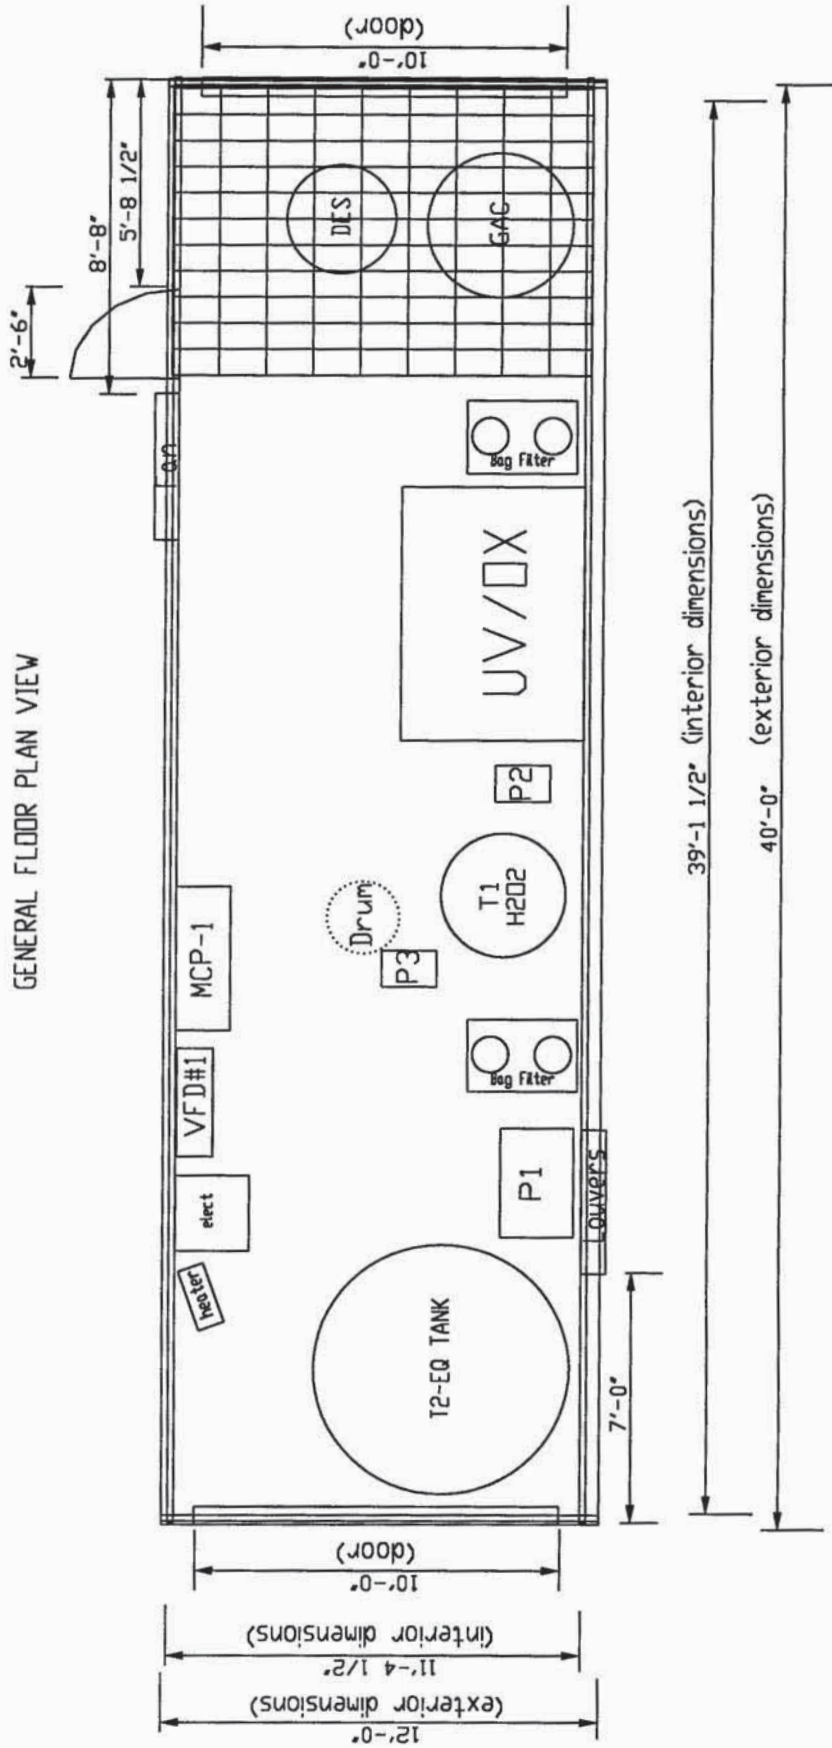 GENERAL FLOOR PLAN VIEW
2'-6"
8'-8"
5'-8 1/2"
10'-0"
(door)
Fan
DES
GAC
Bag Filter
UV/OX
P2
MCP-1
Drum
P3
T1
H2O2
VFD#1
Bag Filter
elect
P1
Louvers
heater
T2-EQ TANK
7'-0"
10'-0"
(door)
11'-4 1/2"
(interior dimensions)
12'-0"
(exterior dimensions)
39'-1 1/2" (interior dimensions)
40'-0" (exterior dimensions)